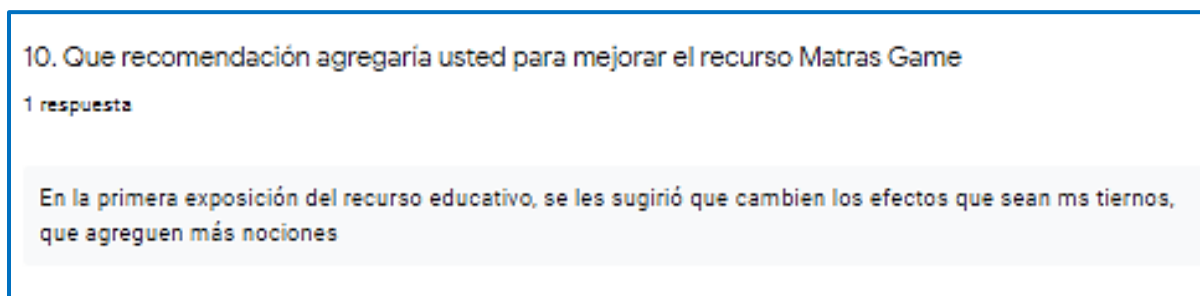 10. Que recomendación agregaría usted para mejorar el recurso Matras Game
1 respuesta
En la primera exposición del recurso educativo, se les sugirió que cambien los efectos que sean ms tiernos,
que agreguen más nociones